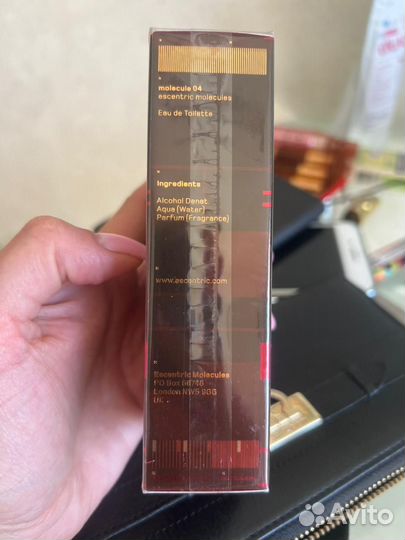 molecule 04
escentric molecules
Eau de Toilette
Ingredients
Alcohol Denat
Aqua (Water)
Parfum (Fragrance)
www.escentric.com
Escentric Molecules
PO Box 66746
London NW5 9GG
UK
Avito